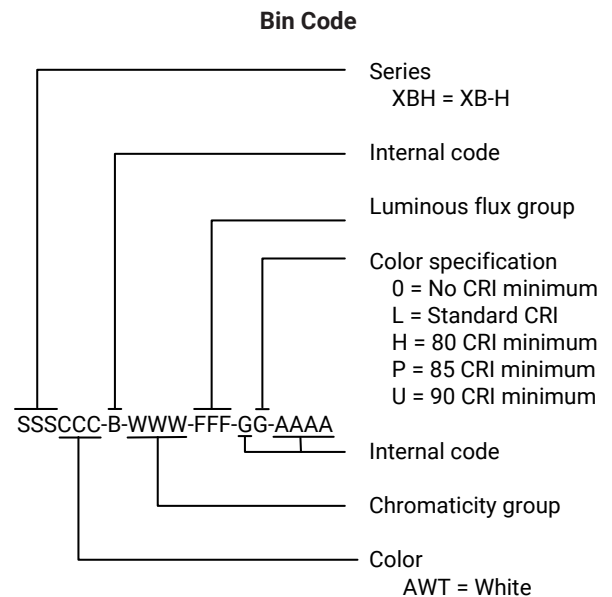 Bin Code
Series
XBH = XB-H
Internal code
Luminous flux group
Color specification
0 = No CRI minimum
L = Standard CRI
H = 80 CRI minimum
P = 85 CRI minimum
U = 90 CRI minimum
SSSCCC-B-WWW-FFF-GG-AAAA
Internal code
Chromaticity group
Color
AWT = White